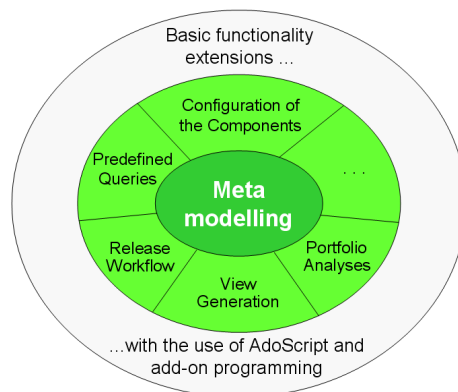 Basic functionality
extensions ...
Configuration of
the Components
Predefined
Queries
. . .
Meta
modelling
Release
Workflow
Portfolio
Analyses
View
Generation
...with the use of AdoScript and
add-on programming